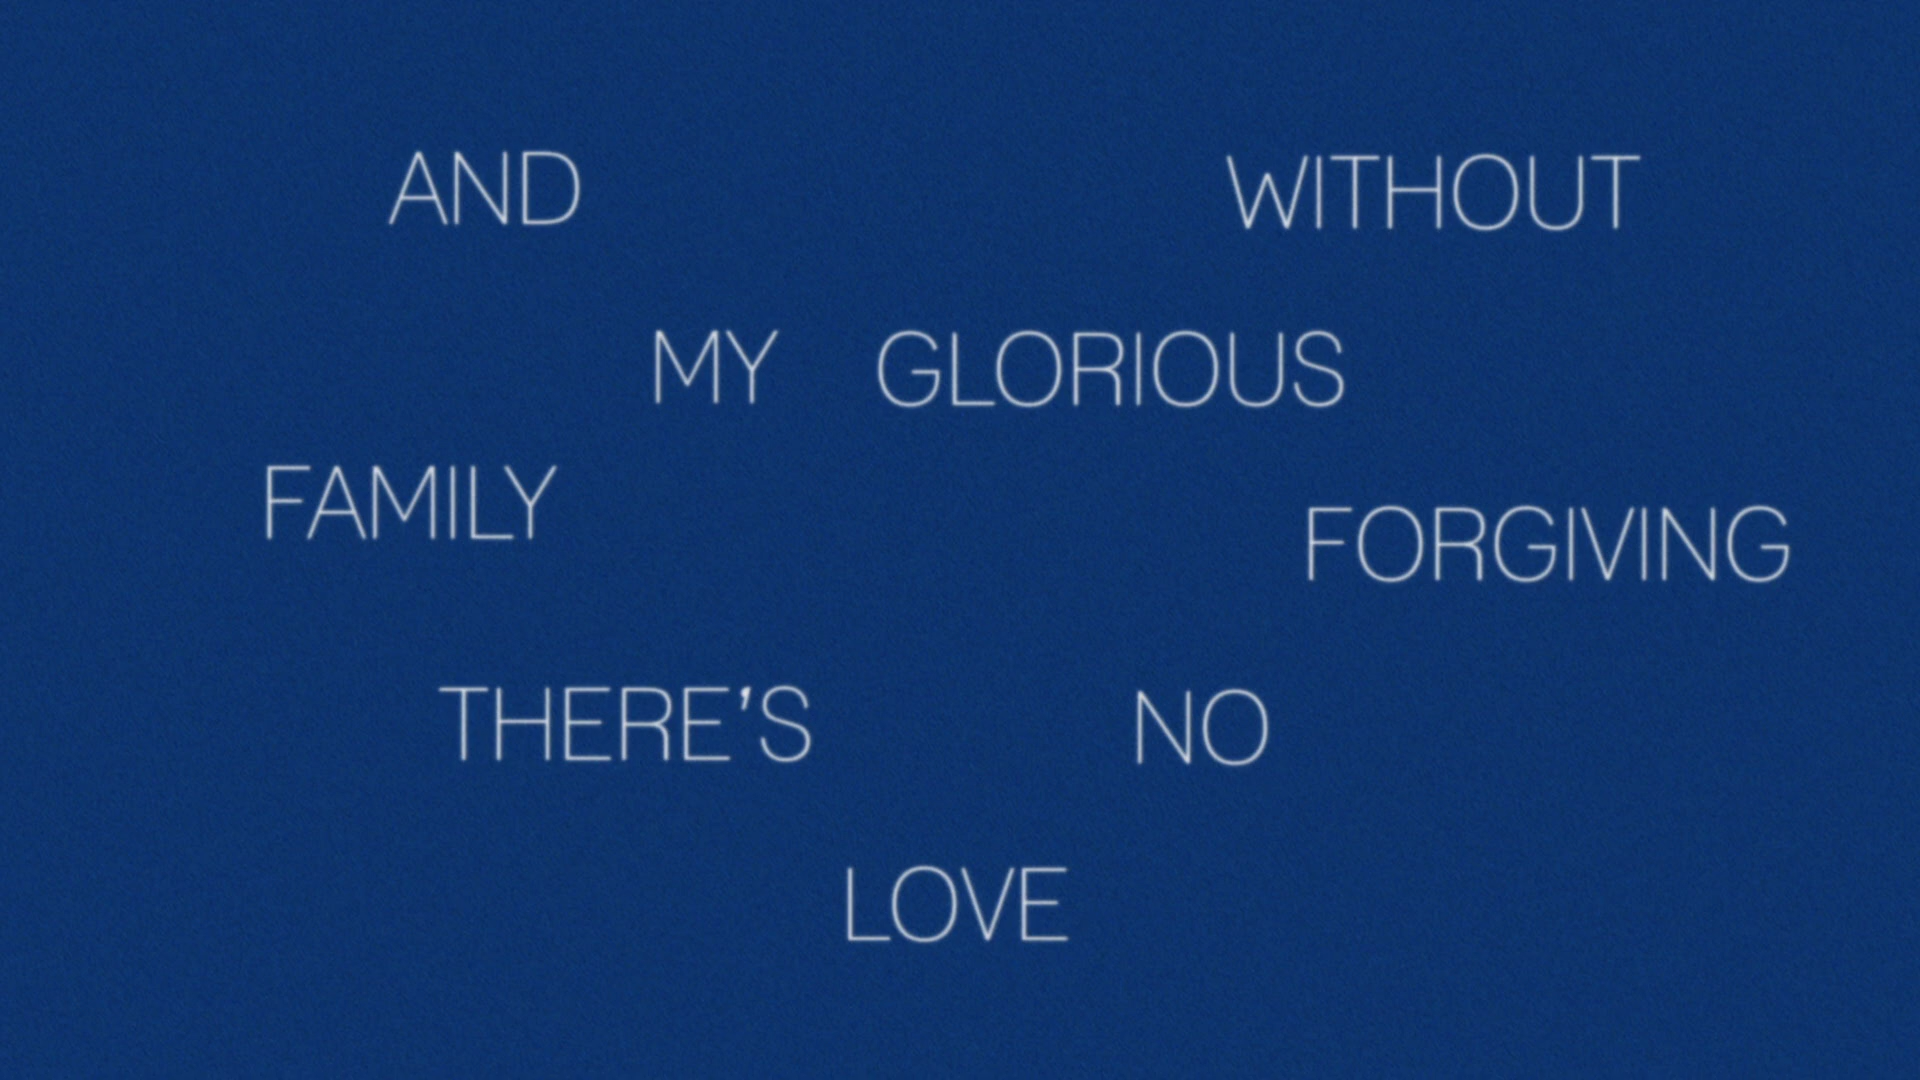 AND WITHOUT
MY GLORIOUS
FAMILY FORGIVING
THERE’S NO
LOVE